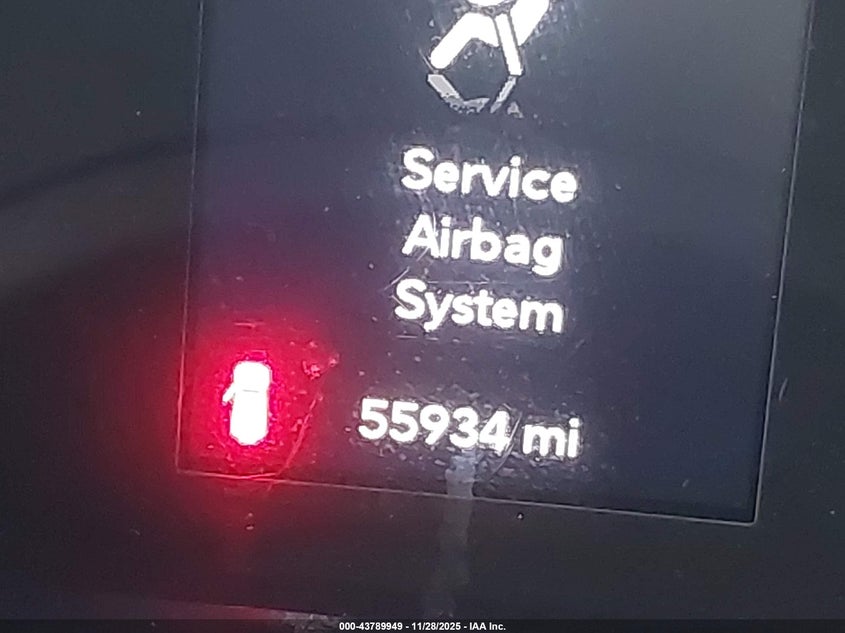 Service
Airbag
System
55934 mi
000-43789949 - 11/28/2025 - IAA Inc.